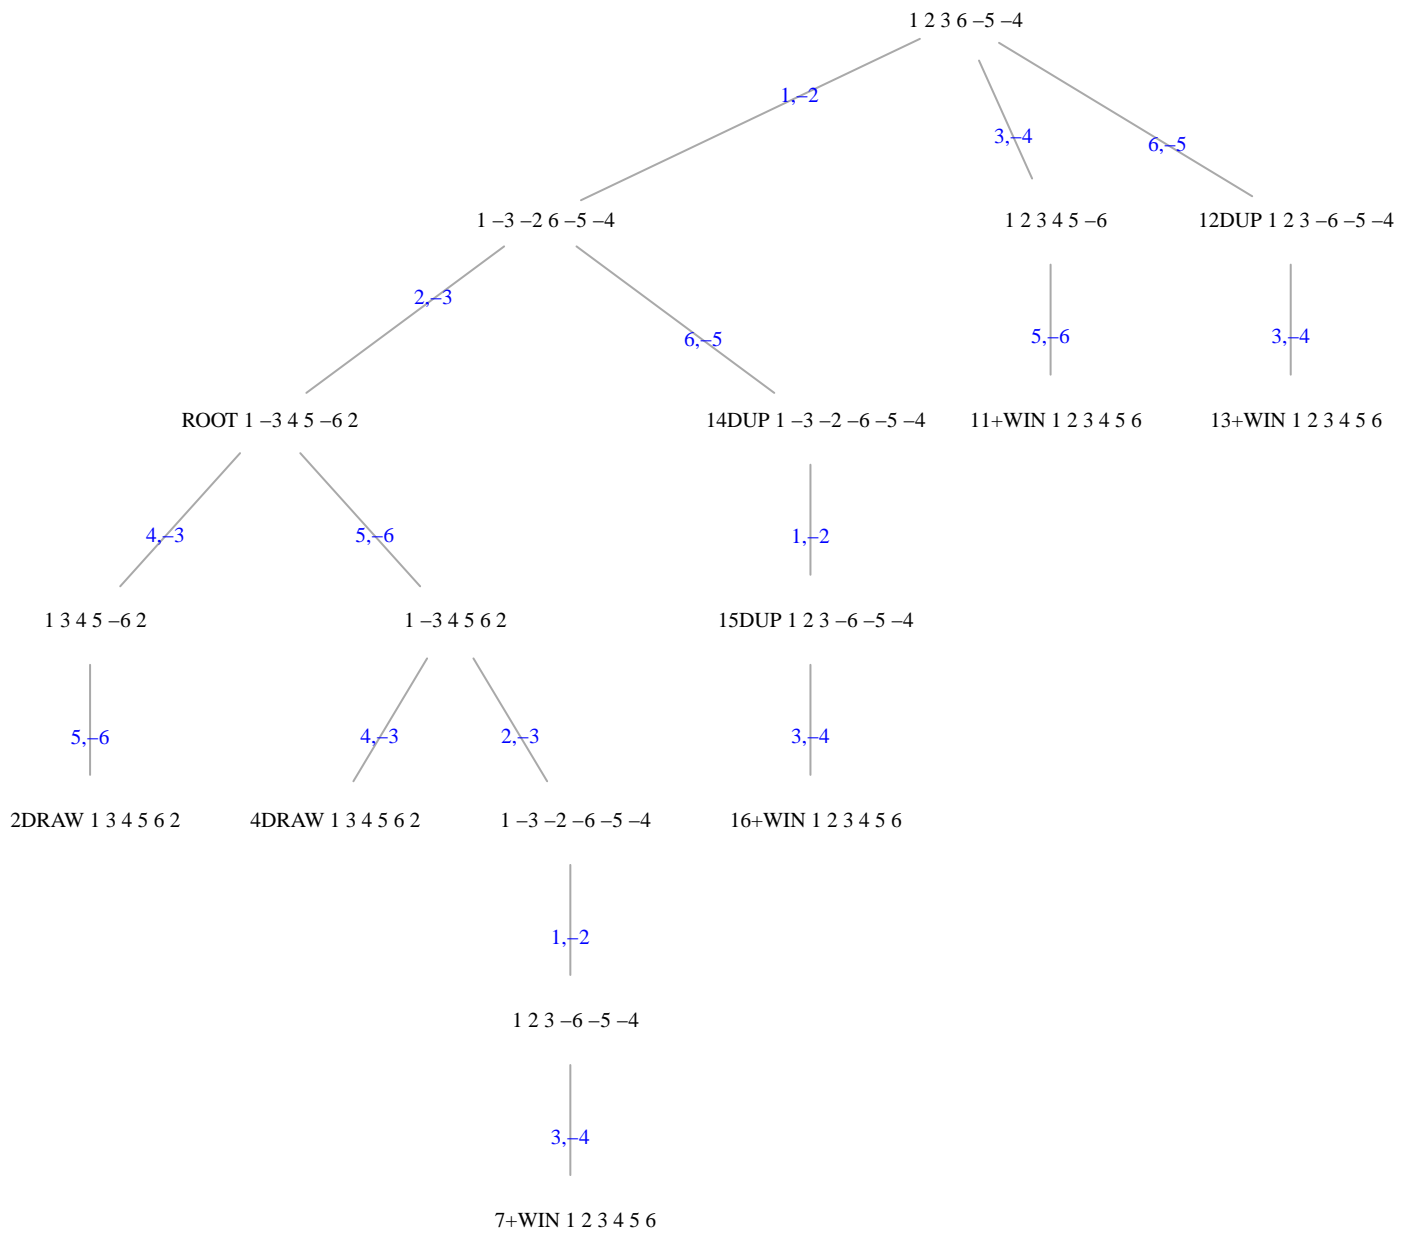 1 2 3 6 –5 –4
1,–2
3,–4
6,–5
1 –3 –2 6 –5 –4
1 2 3 4 5 –6
12DUP 1 2 3 –6 –5 –4
2,–3
6,–5
5,–6
3,–4
ROOT 1 –3 4 5 –6 2
14DUP 1 –3 –2 –6 –5 –4
11+WIN 1 2 3 4 5 6
13+WIN 1 2 3 4 5 6
4,–3
5,–6
1,–2
1 3 4 5 –6 2
1 –3 4 5 6 2
15DUP 1 2 3 –6 –5 –4
5,–6
4,–3
2,–3
3,–4
2DRAW 1 3 4 5 6 2
4DRAW 1 3 4 5 6 2
1 –3 –2 –6 –5 –4
16+WIN 1 2 3 4 5 6
1,–2
1 2 3 –6 –5 –4
3,–4
7+WIN 1 2 3 4 5 6